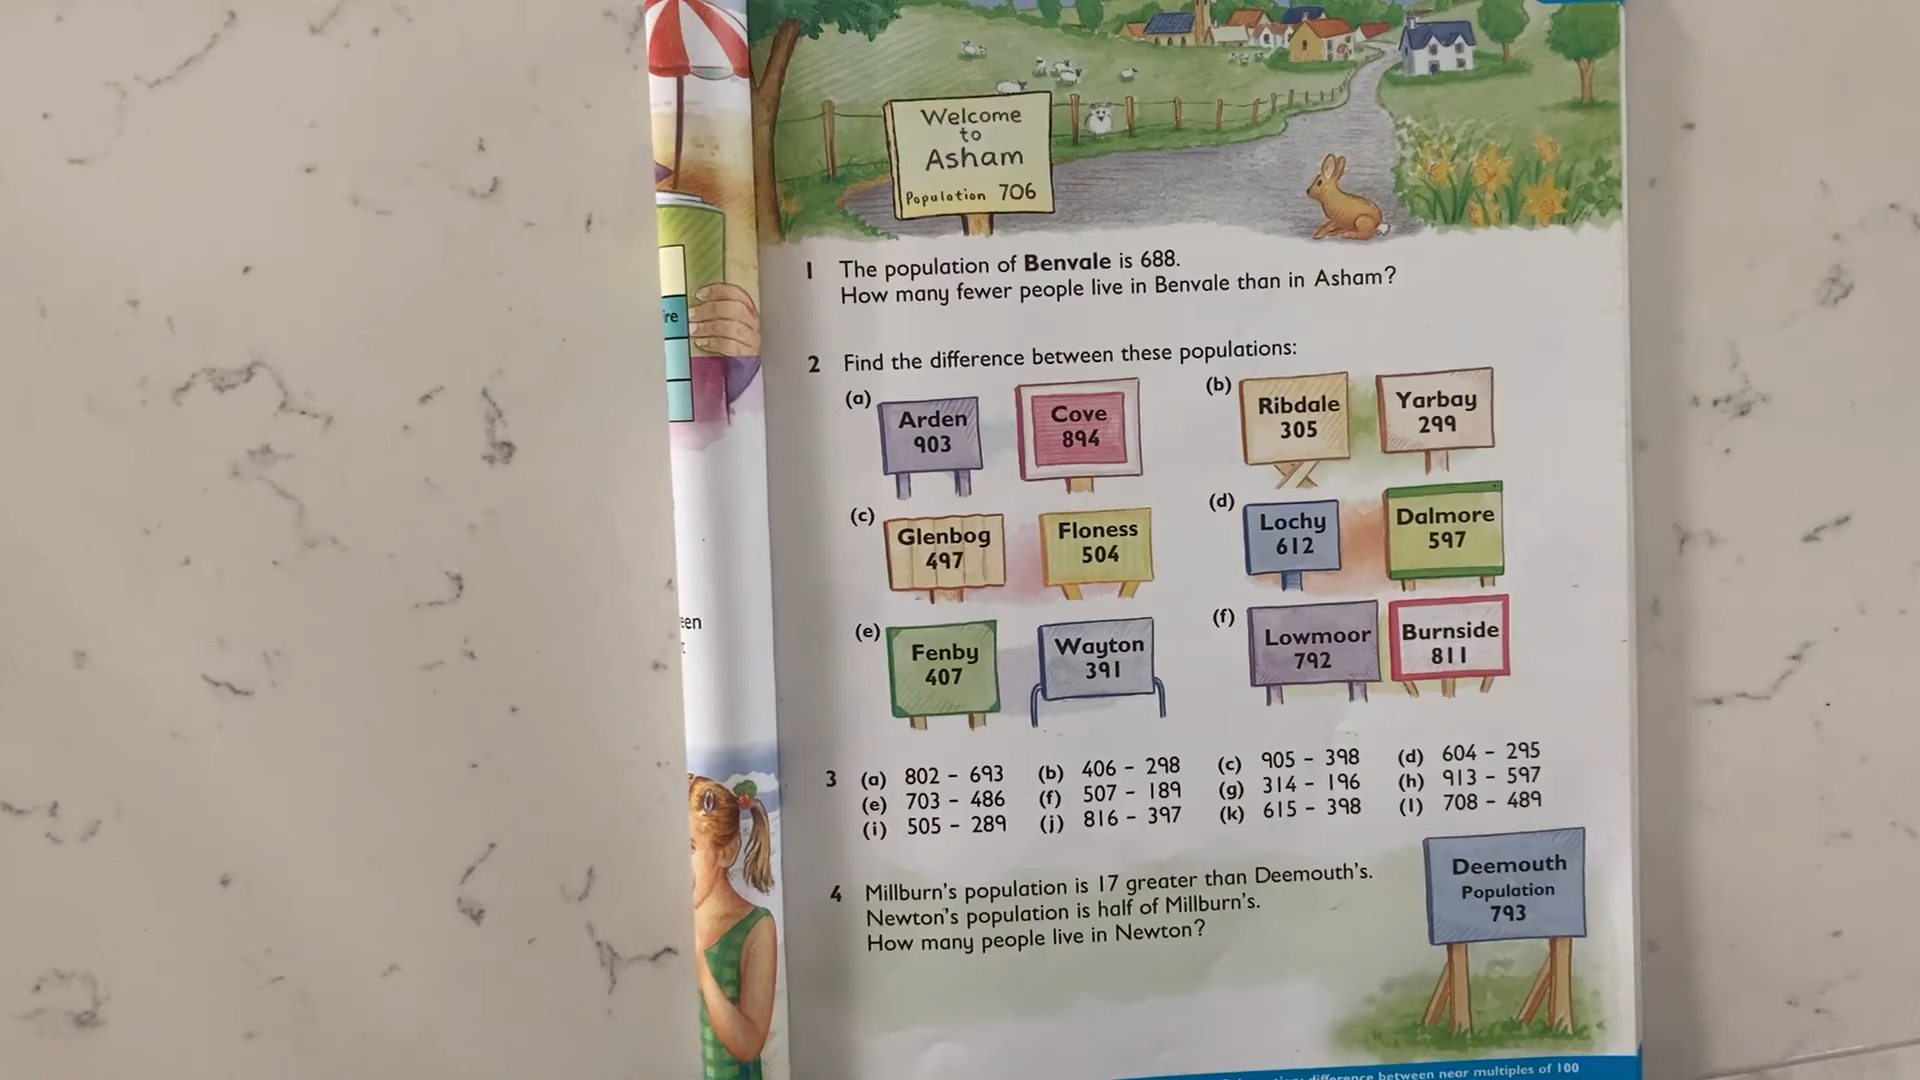 Welcome
to
Asham
Population 706
1 The population of Benvale is 688.
How many fewer people live in Benvale than in Asham?
2 Find the difference between these populations:
(a) Arden 903 Cove 894 (b) Ribdale 305 Yarbay 299
(c) Glenbog 497 Floness 504 (d) Lochy 612 Dalmore 597
(e) Fenby 407 Wayton 391 (f) Lowmoor 792 Burnside 811
3 (a) 802 - 693 (b) 406 - 298 (c) 905 - 398 (d) 604 - 295
(e) 703 - 486 (f) 507 - 189 (g) 314 - 196 (h) 913 - 597
(i) 505 - 289 (j) 816 - 397 (k) 615 - 398 (l) 708 - 489
4 Millburn's population is 17 greater than Deemouth's.
Newton's population is half of Millburn's.
How many people live in Newton?
Deemouth
Population
793
difference between near multiples of 100